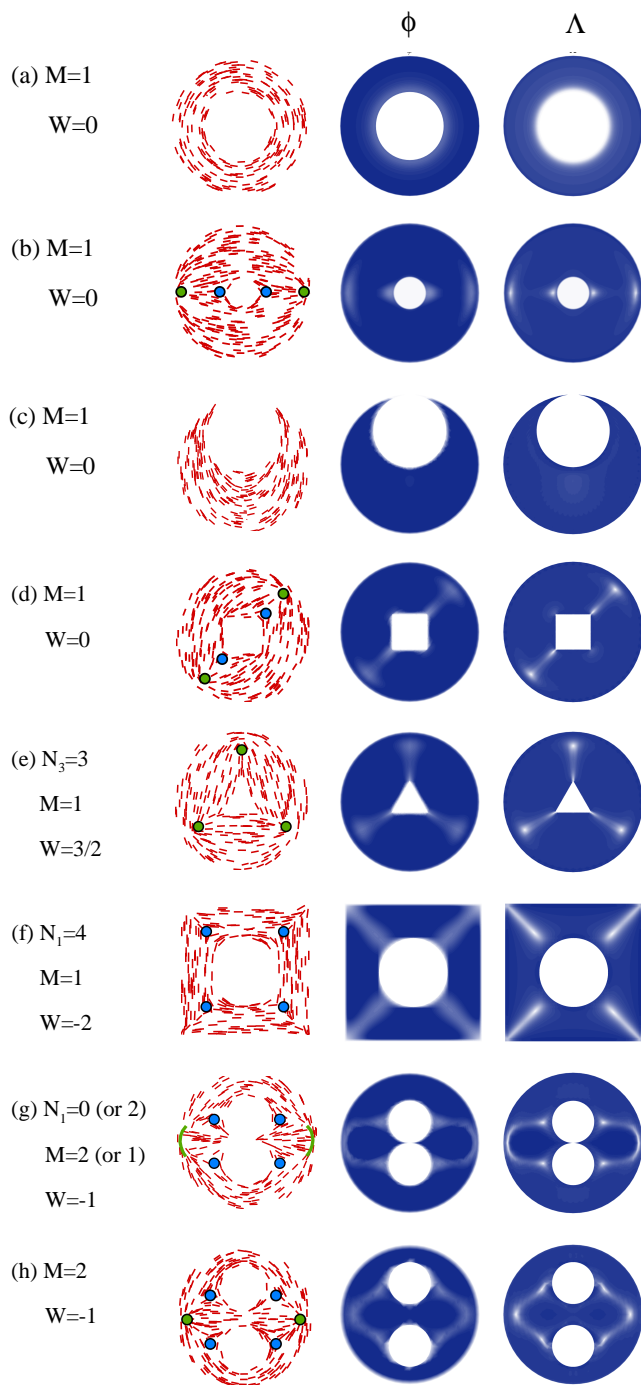 ϕ Λ
(a) M=1
W=0
(b) M=1
W=0
(c) M=1
W=0
(d) M=1
W=0
(e) N₃=3
M=1
W=3/2
(f) N₁=4
M=1
W=-2
(g) N₁=0 (or 2)
M=2 (or 1)
W=-1
(h) M=2
W=-1